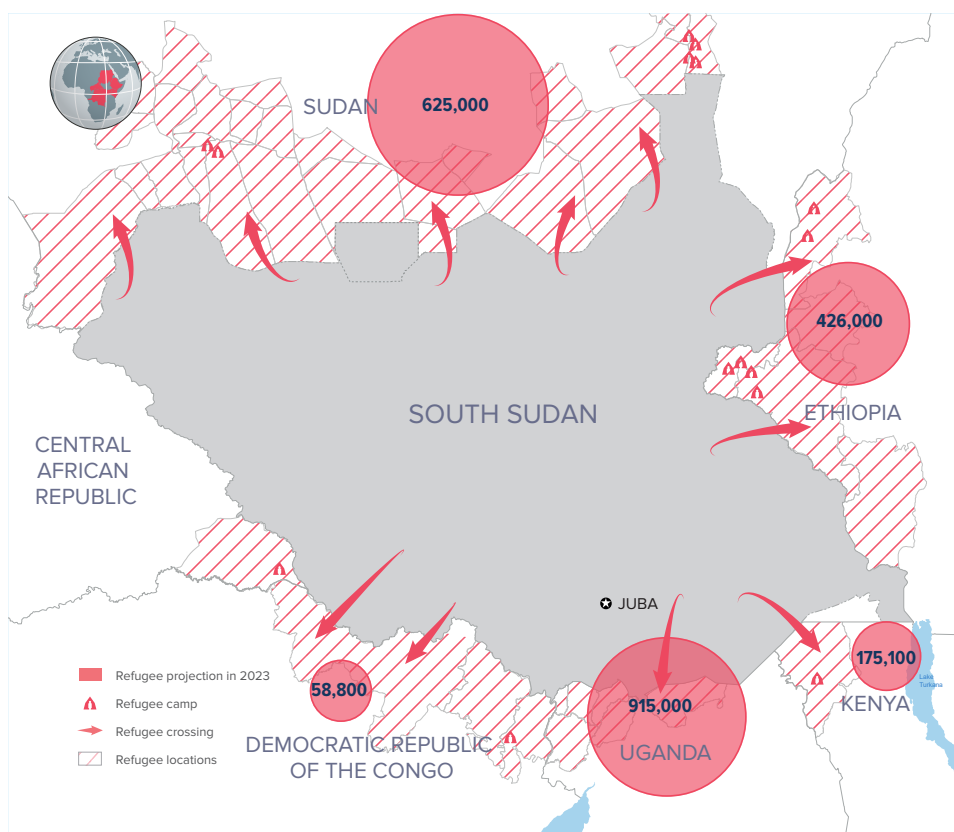 SUDAN
625,000
426,000
ETHIOPIA
SOUTH SUDAN
CENTRAL
AFRICAN
REPUBLIC
JUBA
175,100
Lake
Turkana
KENYA
58,800
915,000
UGANDA
DEMOCRATIC REPUBLIC
OF THE CONGO
Refugee projection in 2023
Refugee camp
Refugee crossing
Refugee locations